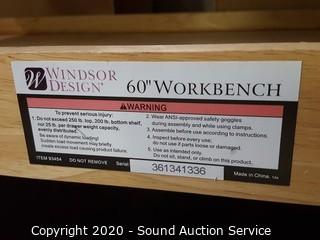 WINDSOR
DESIGN®
60" WORKBENCH
⚠WARNING
To prevent serious injury:
1. Do not exceed 250 lb. top, 200 lb. bottom shelf,
nor 25 lb. per drawer weight capacity,
evenly distributed.
Be aware of dynamic loading!
Sudden load movement may briefly
create excess load causing product failure.
2. Wear ANSI-approved safety goggles
during assembly and while using clamps.
3. Assemble before use according to instructions.
4. Inspect before every use;
do not use if parts loose or damaged.
5. Use as intended only.
Do not sit, stand, or climb on this product.
ITEM 93454 DO NOT REMOVE Serial 361341336 Made in China
Copyright 2020 - Sound Auction Service